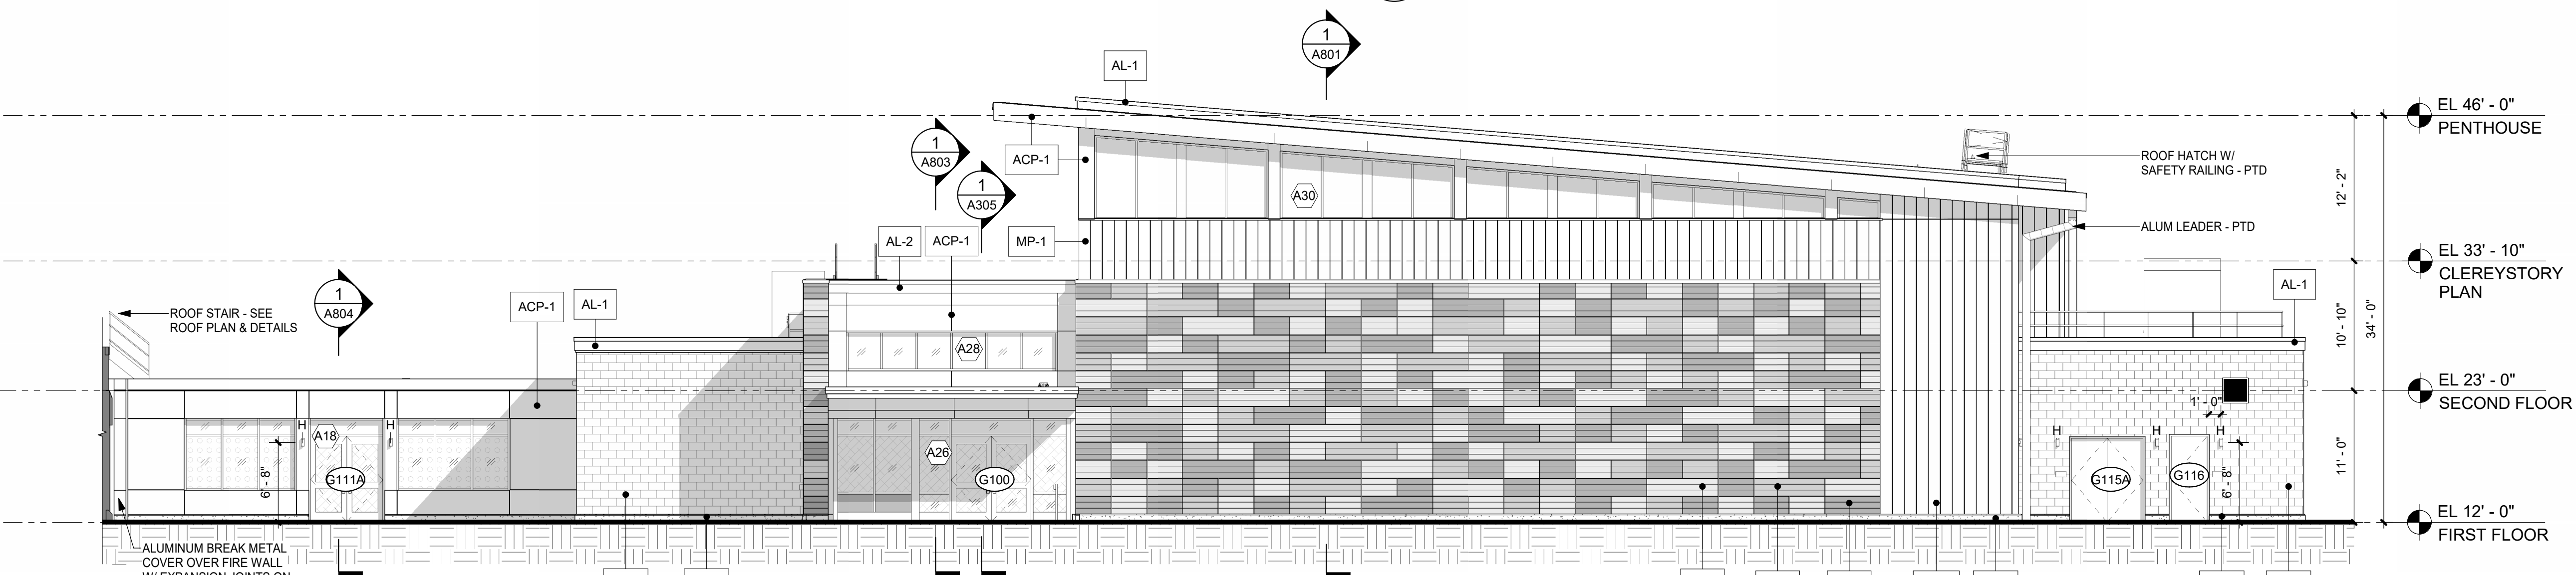 1
A801
AL-1
EL 46' - 0"
PENTHOUSE
1
A803
ACP-1
ROOF HATCH W/
SAFETY RAILING - PTD
12' - 2"
1
A305
A30
AL-2
ACP-1
MP-1
ALUM LEADER - PTD
EL 33' - 10"
CLEREYSTORY
PLAN
1
A804
ROOF STAIR - SEE
ROOF PLAN & DETAILS
ACP-1
AL-1
AL-1
10' - 10"
34' - 0"
A28
EL 23' - 0"
SECOND FLOOR
1' - 0"
H
A18
H
H
H
H
A26
6' - 8"
G111A
G100
G115A
G116
6' - 8"
11' - 0"
EL 12' - 0"
FIRST FLOOR
ALUMINUM BREAK METAL
COVER OVER FIRE WALL
W/ EXPANSION JOINTS ON